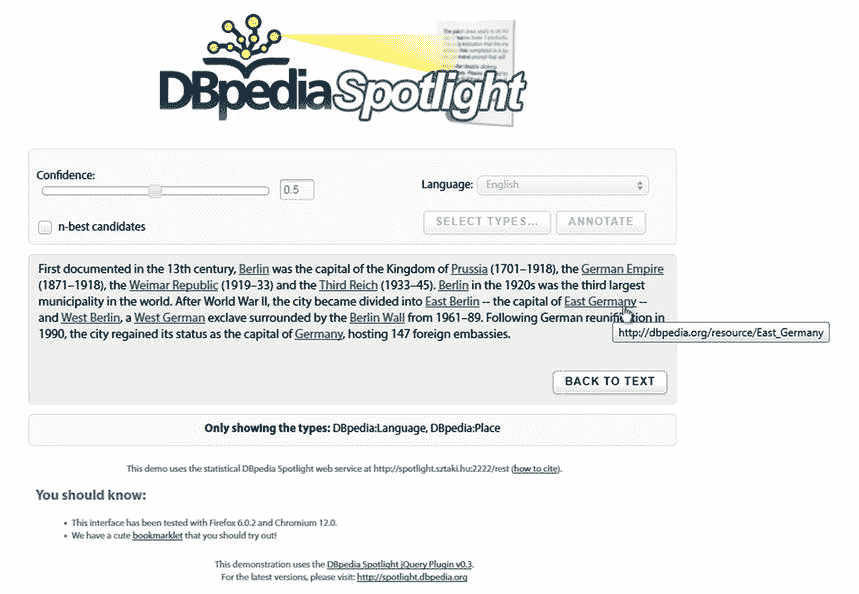 DBpedia Spotlight
Confidence:
0.5
Language:
English
n-best candidates
SELECT TYPES...
ANNOTATE
First documented in the 13th century, Berlin was the capital of the Kingdom of Prussia (1701–1918), the German Empire
(1871–1918), the Weimar Republic (1919–33) and the Third Reich (1933–45). Berlin in the 1920s was the third largest
municipality in the world. After World War II, the city became divided into East Berlin -- the capital of East Germany --
and West Berlin, a West German exclave surrounded by the Berlin Wall from 1961–89. Following German reunification in
1990, the city regained its status as the capital of Germany, hosting 147 foreign embassies.
http://dbpedia.org/resource/East_Germany
BACK TO TEXT
Only showing the types: DBpedia:Language, DBpedia:Place
This demo uses the statistical DBpedia Spotlight web service at http://spotlight.sztaki.hu:2222/rest (how to cite).
You should know:
• This interface has been tested with Firefox 6.0.2 and Chromium 12.0.
• We have a cute bookmarklet that you should try out!
This demonstration uses the DBpedia Spotlight jQuery Plugin v0.3.
For the latest versions, please visit: http://spotlight.dbpedia.org